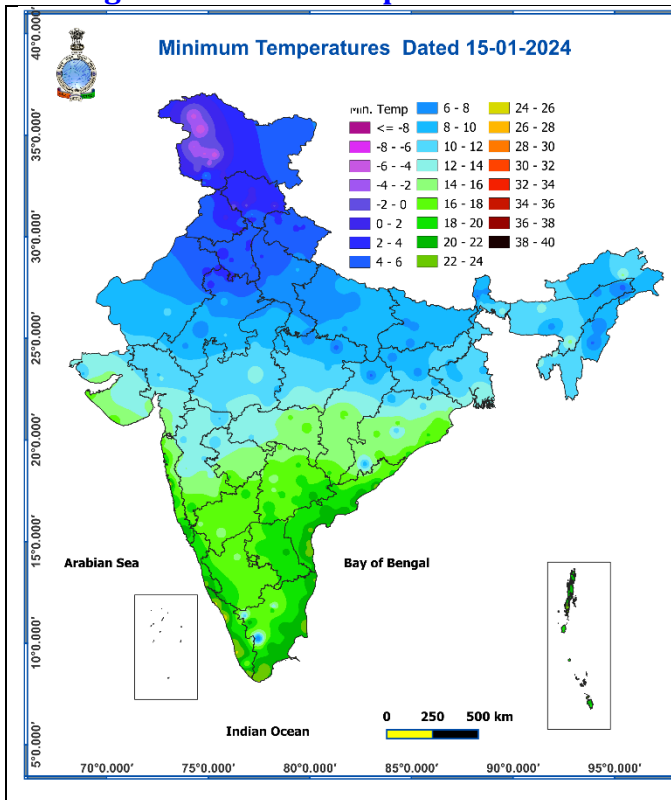 Minimum Temperatures Dated 15-01-2024
Min. Temp
<= -8
-8 - -6
-6 - -4
-4 - -2
-2 - 0
0 - 2
2 - 4
4 - 6
6 - 8
8 - 10
10 - 12
12 - 14
14 - 16
16 - 18
18 - 20
20 - 22
22 - 24
24 - 26
26 - 28
28 - 30
30 - 32
32 - 34
34 - 36
36 - 38
38 - 40
40°0.000'
35°0.000'
30°0.000'
25°0.000'
20°0.000'
15°0.000'
10°0.000'
5°0.000'
Arabian Sea
Bay of Bengal
Indian Ocean
0 250 500 km
70°0.000' 75°0.000' 80°0.000' 85°0.000' 90°0.000' 95°0.000'